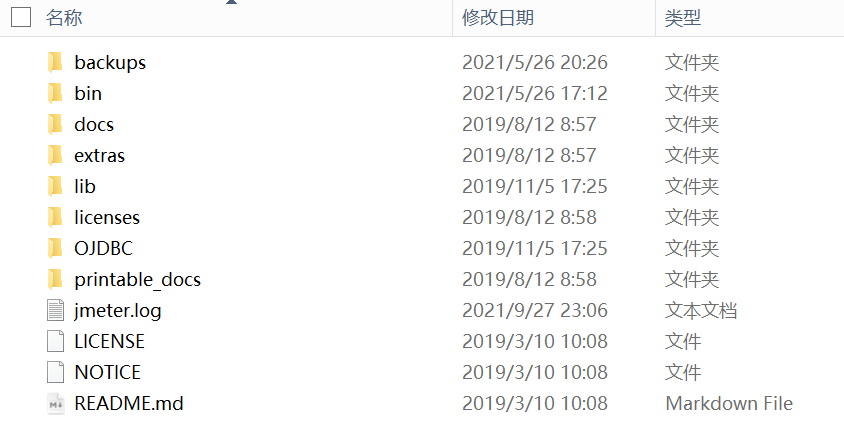 名称 修改日期 类型
backups 2021/5/26 20:26 文件夹
bin 2021/5/26 17:12 文件夹
docs 2019/8/12 8:57 文件夹
extras 2019/8/12 8:57 文件夹
lib 2019/11/5 17:25 文件夹
licenses 2019/8/12 8:58 文件夹
OJDBC 2019/11/5 17:25 文件夹
printable_docs 2019/8/12 8:58 文件夹
jmeter.log 2021/9/27 23:06 文本文档
LICENSE 2019/3/10 10:08 文件
NOTICE 2019/3/10 10:08 文件
README.md 2019/3/10 10:08 Markdown File